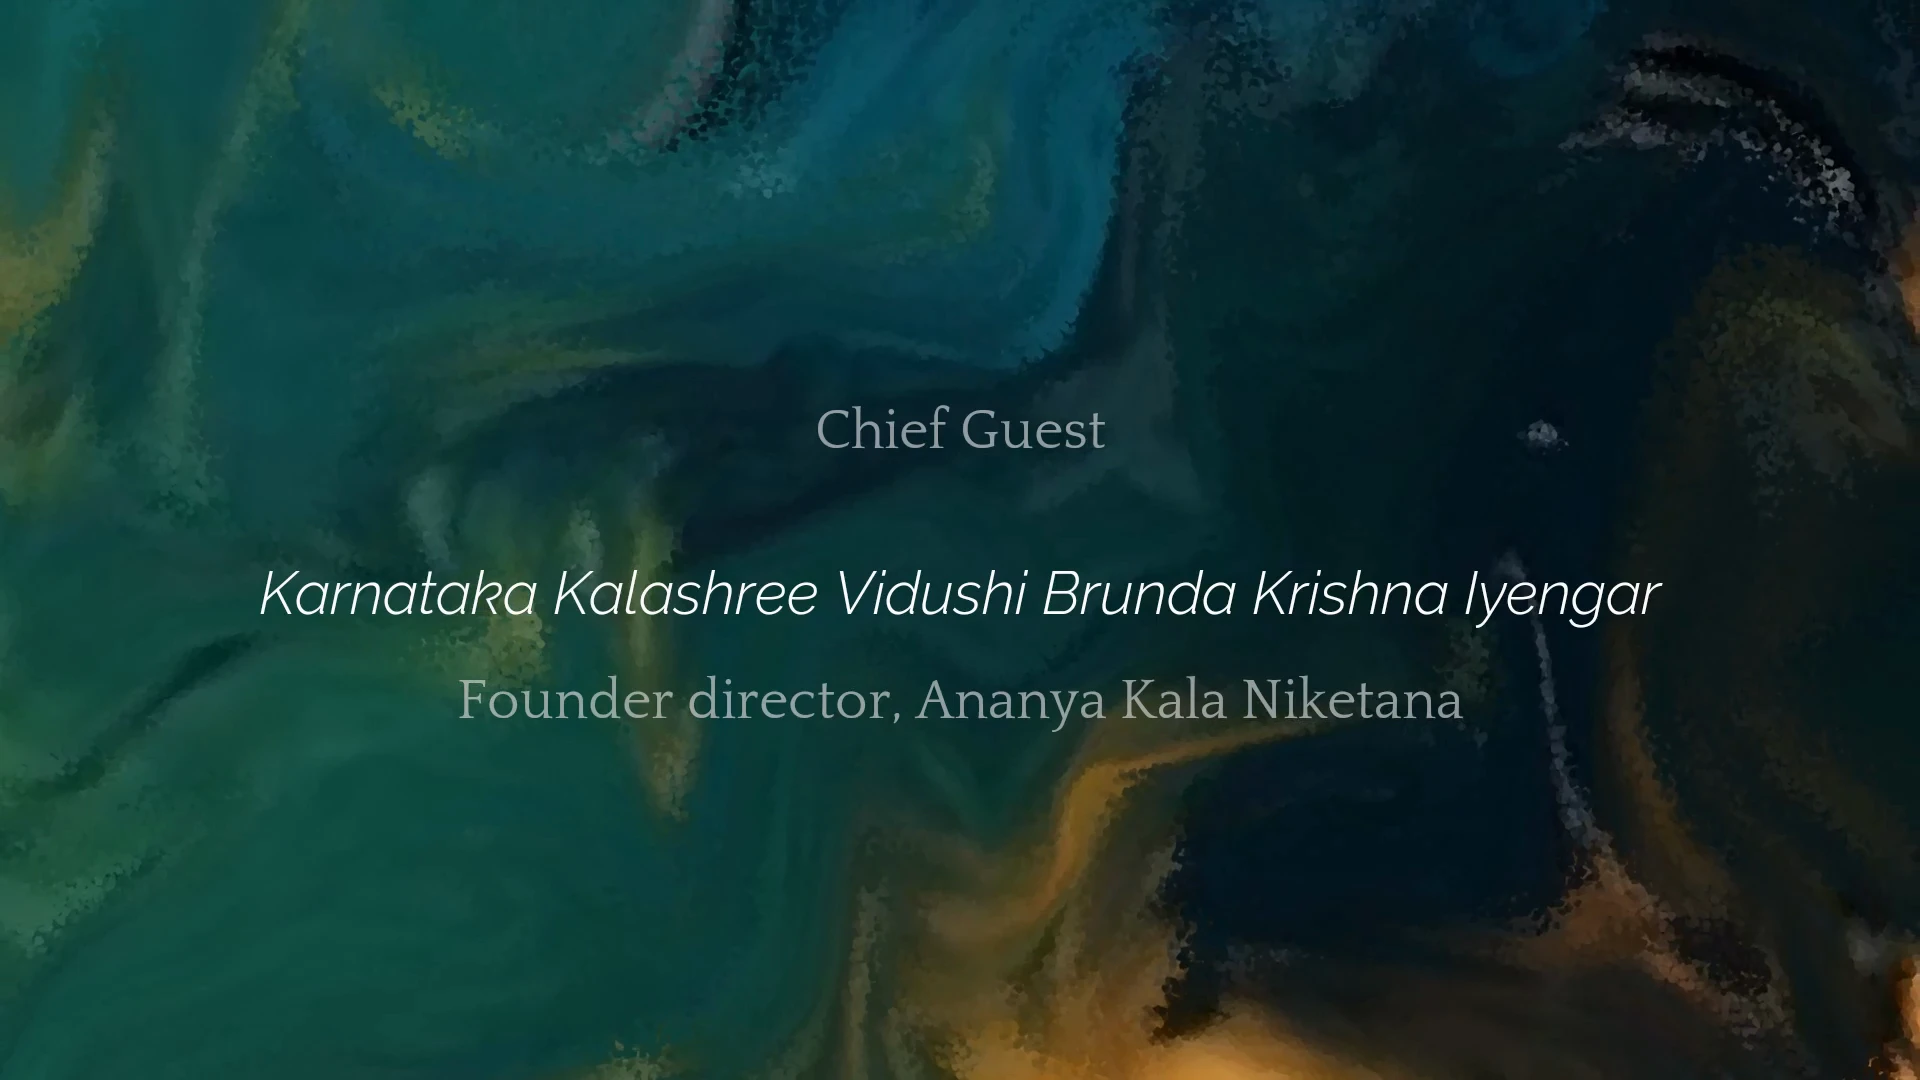 Chief Guest
Karnataka Kalashree Vidushi Brunda Krishna Iyengar
Founder director, Ananya Kala Niketana